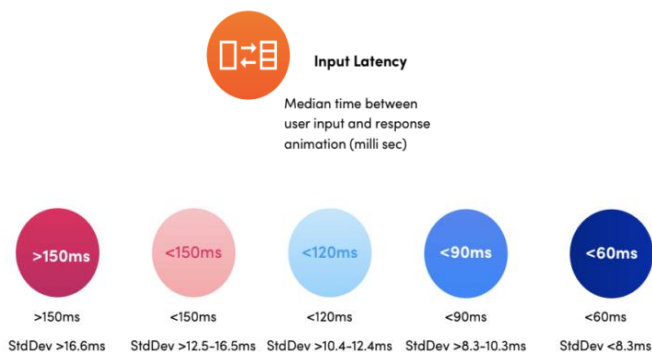 Input Latency
Median time between
user input and response
animation (milli sec)
>150ms
<150ms
<120ms
<90ms
<60ms
>150ms
<150ms
<120ms
<90ms
<60ms
StdDev >16.6ms
StdDev >12.5-16.5ms
StdDev >10.4-12.4ms
StdDev >8.3-10.3ms
StdDev <8.3ms